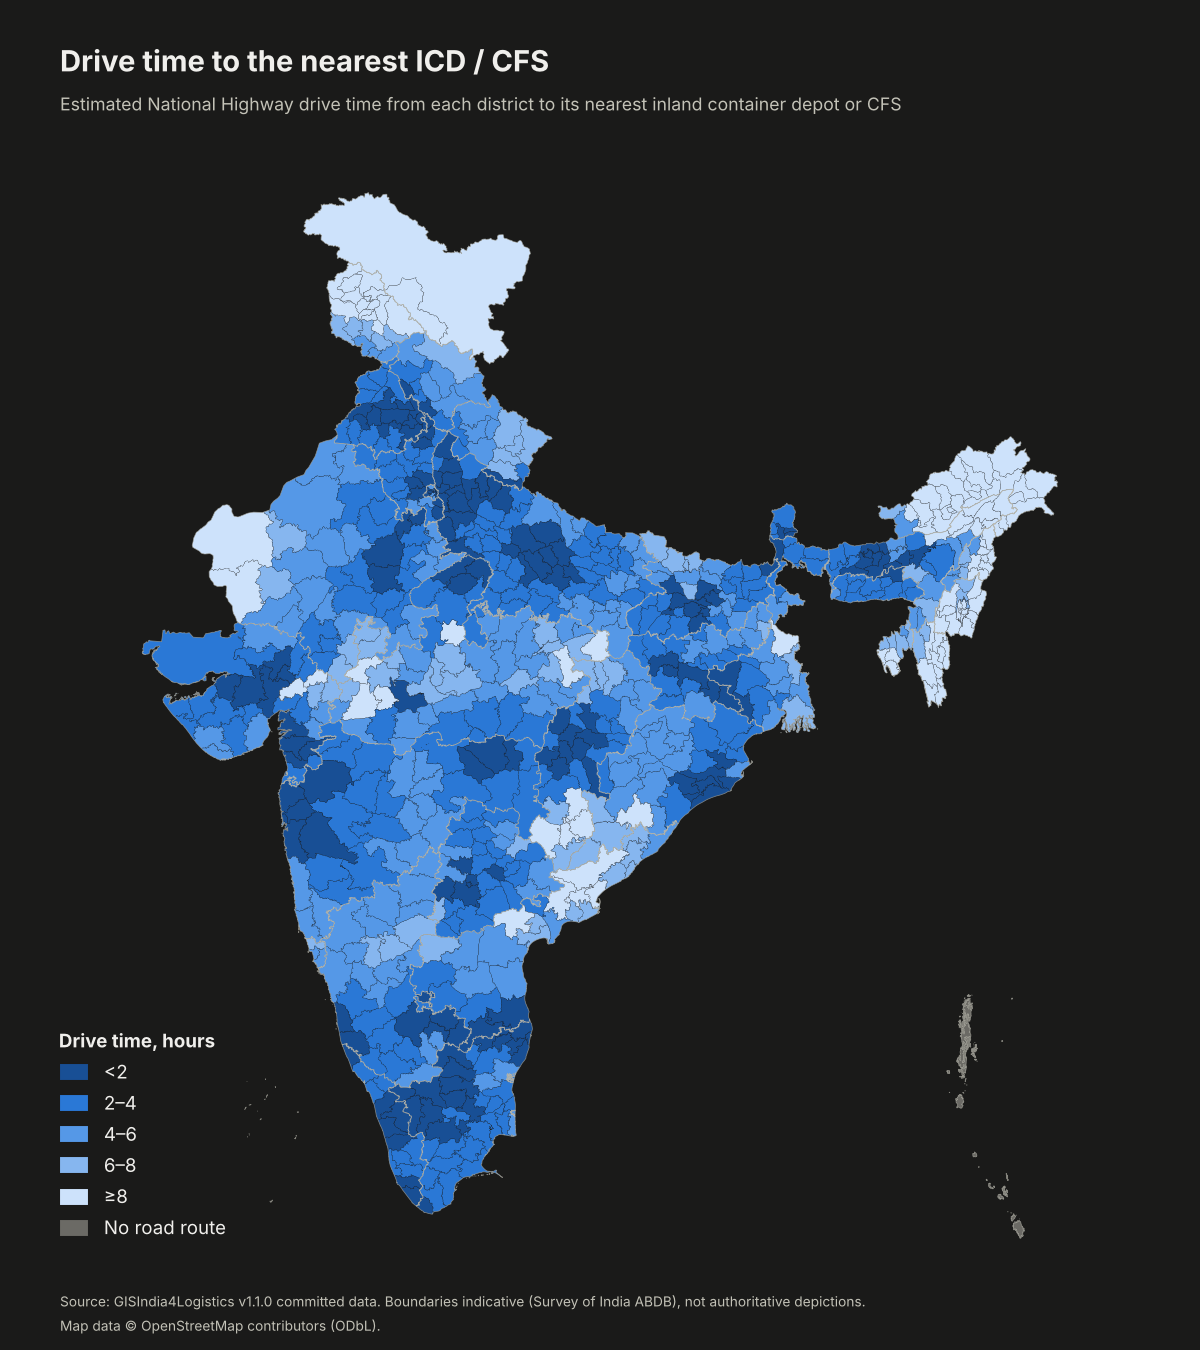 Drive time to the nearest ICD / CFS
Estimated National Highway drive time from each district to its nearest inland container depot or CFS
Drive time, hours
<2
2–4
4–6
6–8
≥8
No road route
Source: GISIndia4Logistics v1.1.0 committed data. Boundaries indicative (Survey of India ABDB), not authoritative depictions.
Map data © OpenStreetMap contributors (ODbL).